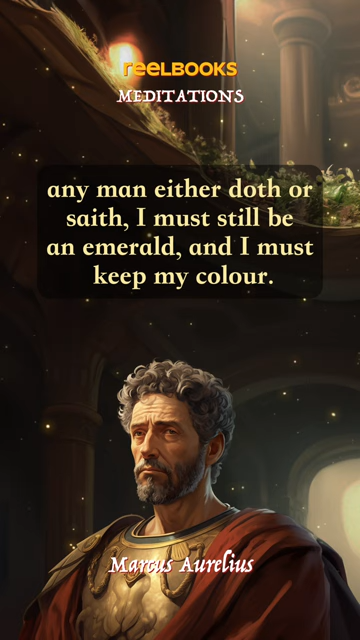 reelbooks
MEDITATIONS
any man either doth or
saith, I must still be
an emerald, and I must
keep my colour.
Marcus Aurelius